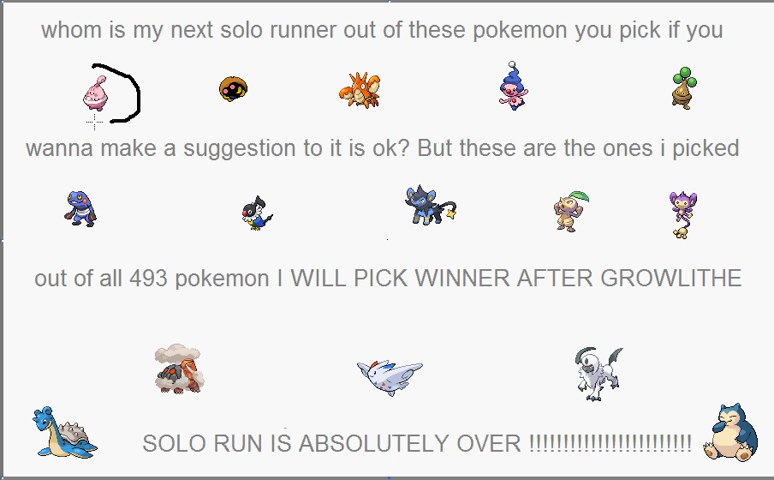 whom is my next solo runner out of these pokemon you pick if you
wanna make a suggestion to it is ok? But these are the ones i picked
out of all 493 pokemon I WILL PICK WINNER AFTER GROWLITHE
SOLO RUN IS ABSOLUTELY OVER !!!!!!!!!!!!!!!!!!!!!!!!